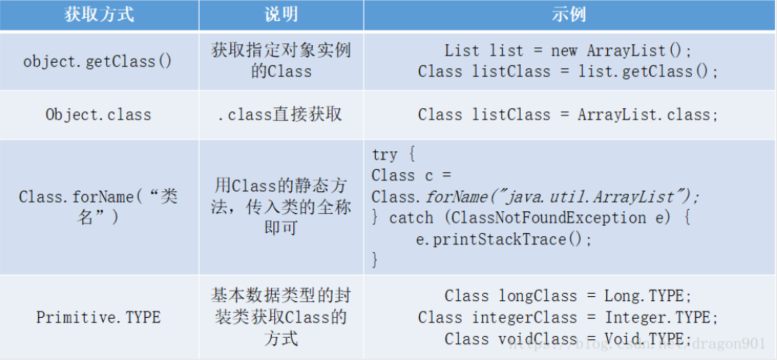 获取方式 说明 示例
object.getClass() 获取指定对象实例 List list = new ArrayList();
的Class Class listClass = list.getClass();
Object.class .class直接获取 Class listClass = ArrayList.class;
try {
Class c =
Class.forName(“类 用Class的静态方 Class.forName("java.util.ArrayList");
名”) 法，传入类的全称 } catch (ClassNotFoundException e) {
即可 e.printStackTrace();
}
基本数据类型的封 Class longClass = Long.TYPE;
Primitive.TYPE 装类获取Class的 Class integerClass = Integer.TYPE;
方式 Class voidClass = Void.TYPE;